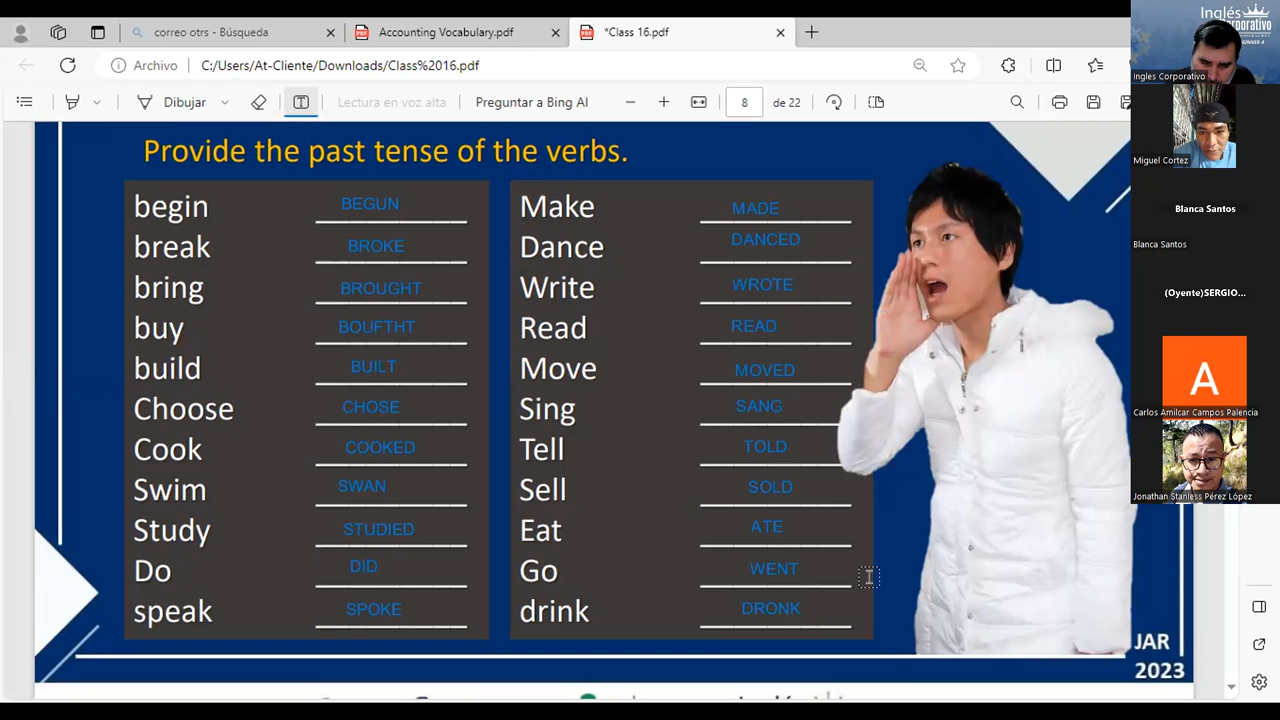 correo otrs - Búsqueda
Accounting Vocabulary.pdf
*Class 16.pdf
Archivo
C:/Users/At-Cliente/Downloads/Class%2016.pdf
Dibujar
Lectura en voz alta
Preguntar a Bing AI
8
de 22
Provide the past tense of the verbs.
begin BEGUN
break BROKE
bring BROUGHT
buy BOUFTHT
build BUILT
Choose CHOSE
Cook COOKED
Swim SWAN
Study STUDIED
Do DID
speak SPOKE
Make MADE
Dance DANCED
Write WROTE
Read READ
Move MOVED
Sing SANG
Tell TOLD
Sell SOLD
Eat ATE
Go WENT
drink DRONK
JAR
2023
Inglés
Corporativo
Ingles Corporativo
Miguel Cortez
Blanca Santos
Blanca Santos
(Oyente)SERGIO...
A
Carlos Amilcar Campos Palencia
Jonathan Stanless Pérez López